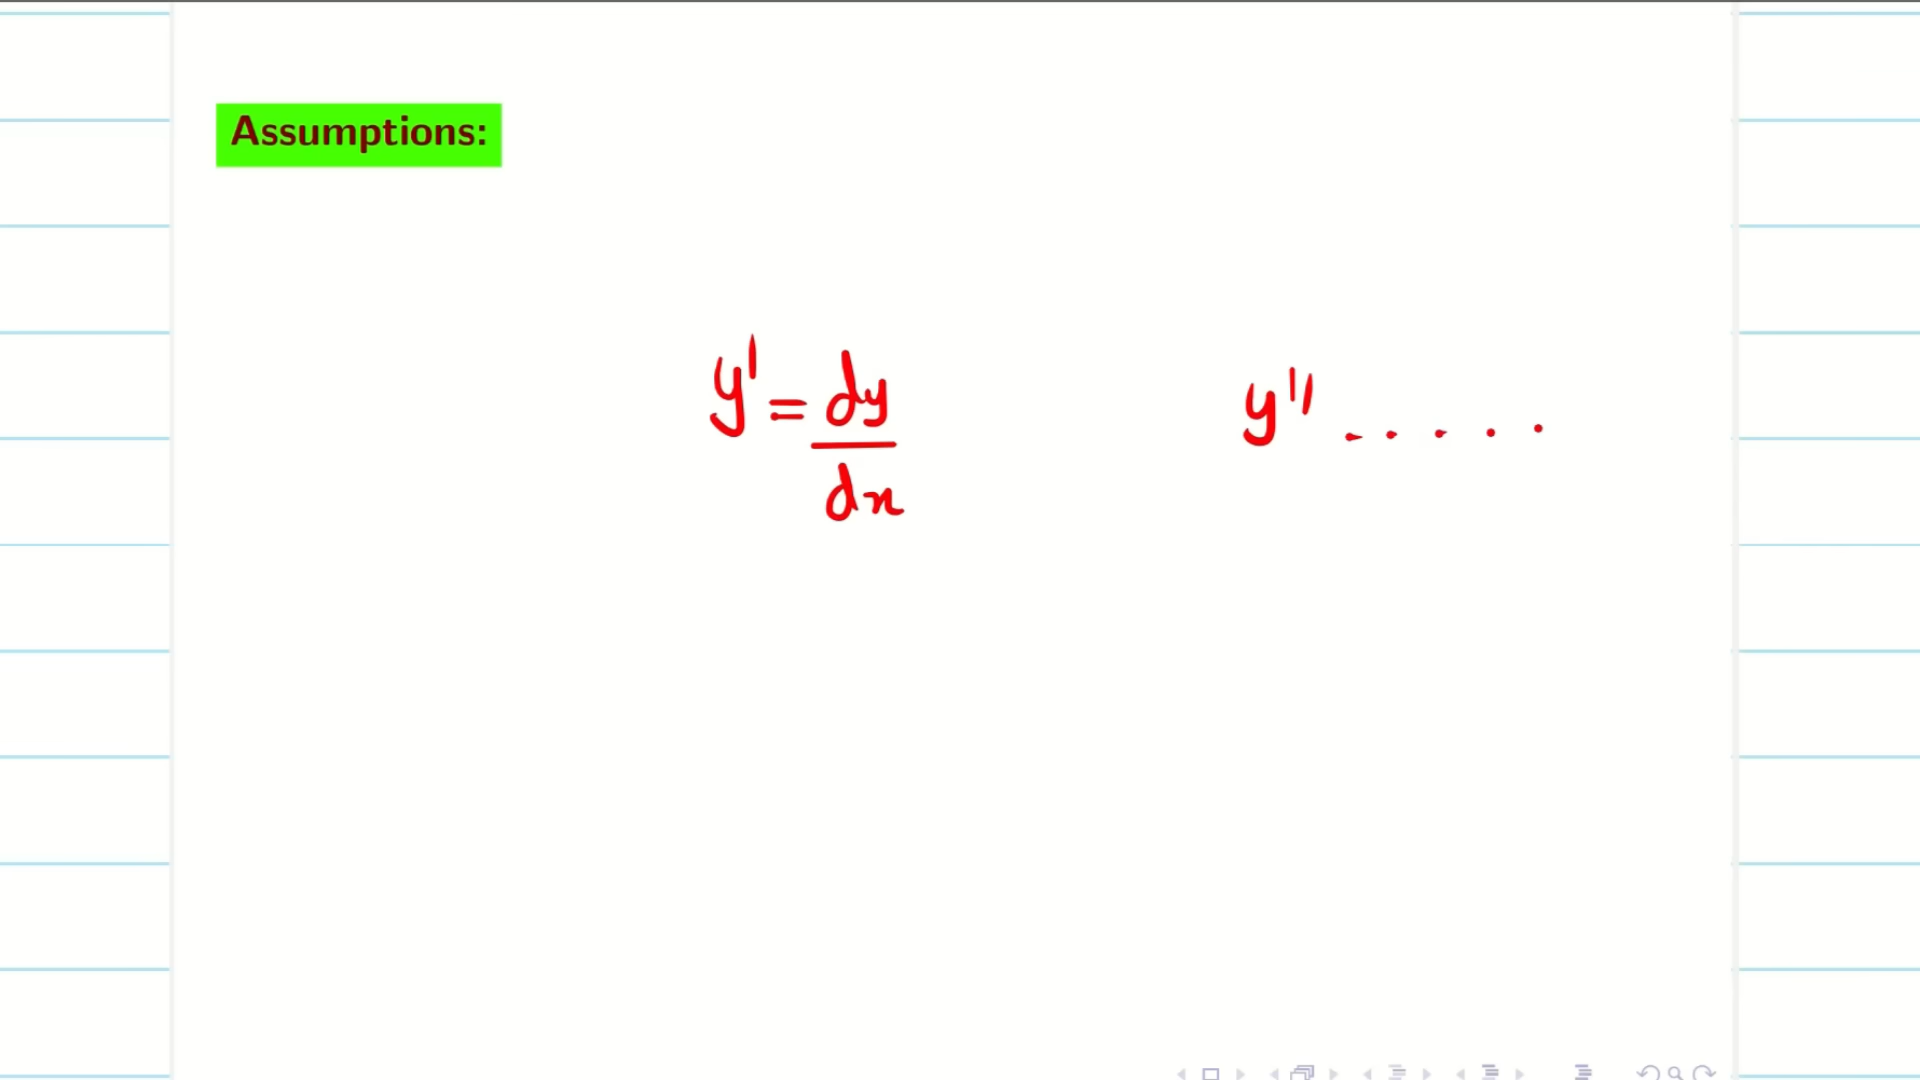 Assumptions:
y' = dy/dx y'' . . . . .